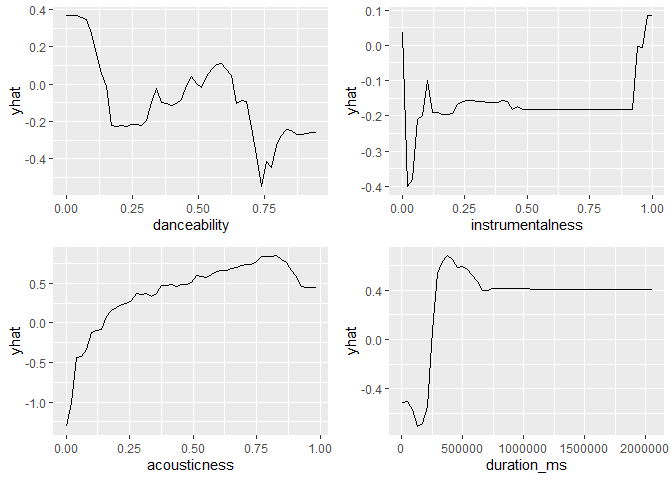 0.4
0.2
0.0
-0.2
-0.4
yhat
0.00 0.25 0.50 0.75
danceability
0.1
0.0
-0.1
-0.2
-0.3
-0.4
yhat
0.00 0.25 0.50 0.75 1.00
instrumentalness
0.5
0.0
-0.5
-1.0
yhat
0.00 0.25 0.50 0.75 1.00
acousticness
0.4
0.0
-0.4
yhat
0 500000 1000000 1500000 2000000
duration_ms